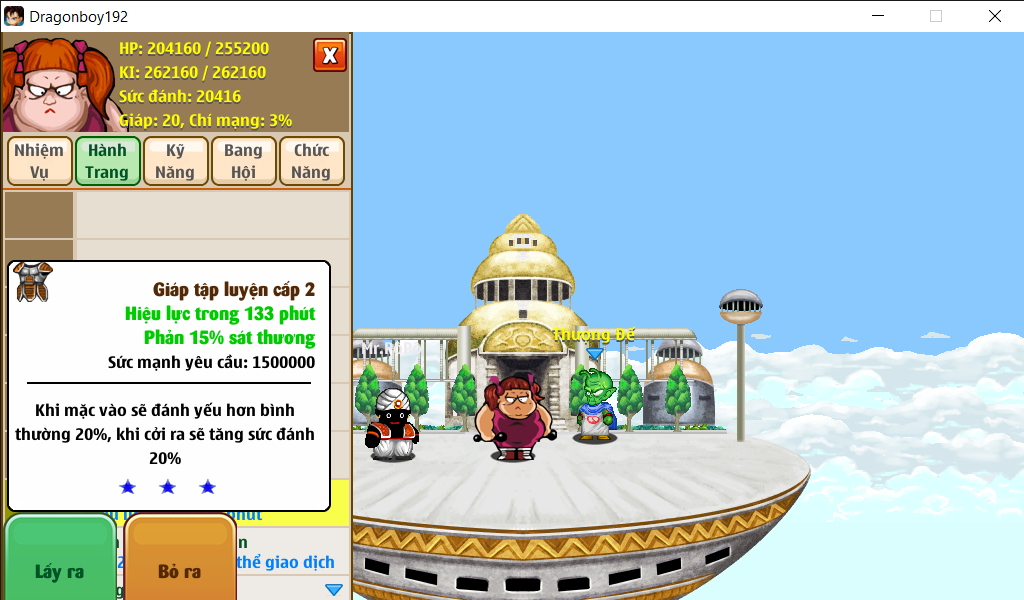 Dragonboy192
HP: 204160 / 255200
KI: 262160 / 262160
Sức đánh: 20416
Giáp: 20, Chí mạng: 3%
X
Nhiệm Vụ
Hành Trang
Kỹ Năng
Bang Hội
Chức Năng
Giáp tập luyện cấp 2
Hiệu lực trong 133 phút
Phản 15% sát thương
Sức mạnh yêu cầu: 1500000
Khi mặc vào sẽ đánh yếu hơn bình
thường 20%, khi cởi ra sẽ tăng sức đánh
20%
thể giao dịch
Lấy ra
Bỏ ra
Thượng Đế